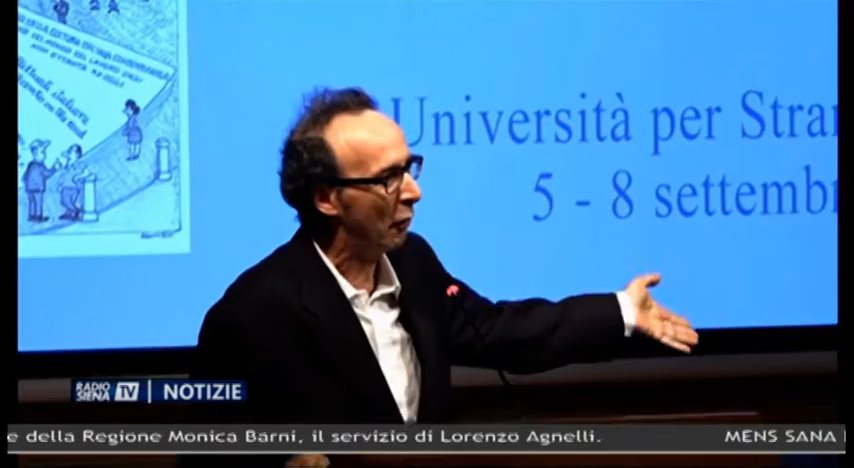 Università per Stra
5 - 8 settembr
RADIO
SIENA TV | NOTIZIE
e della Regione Monica Barni, il servizio di Lorenzo Agnelli. MENS SANA